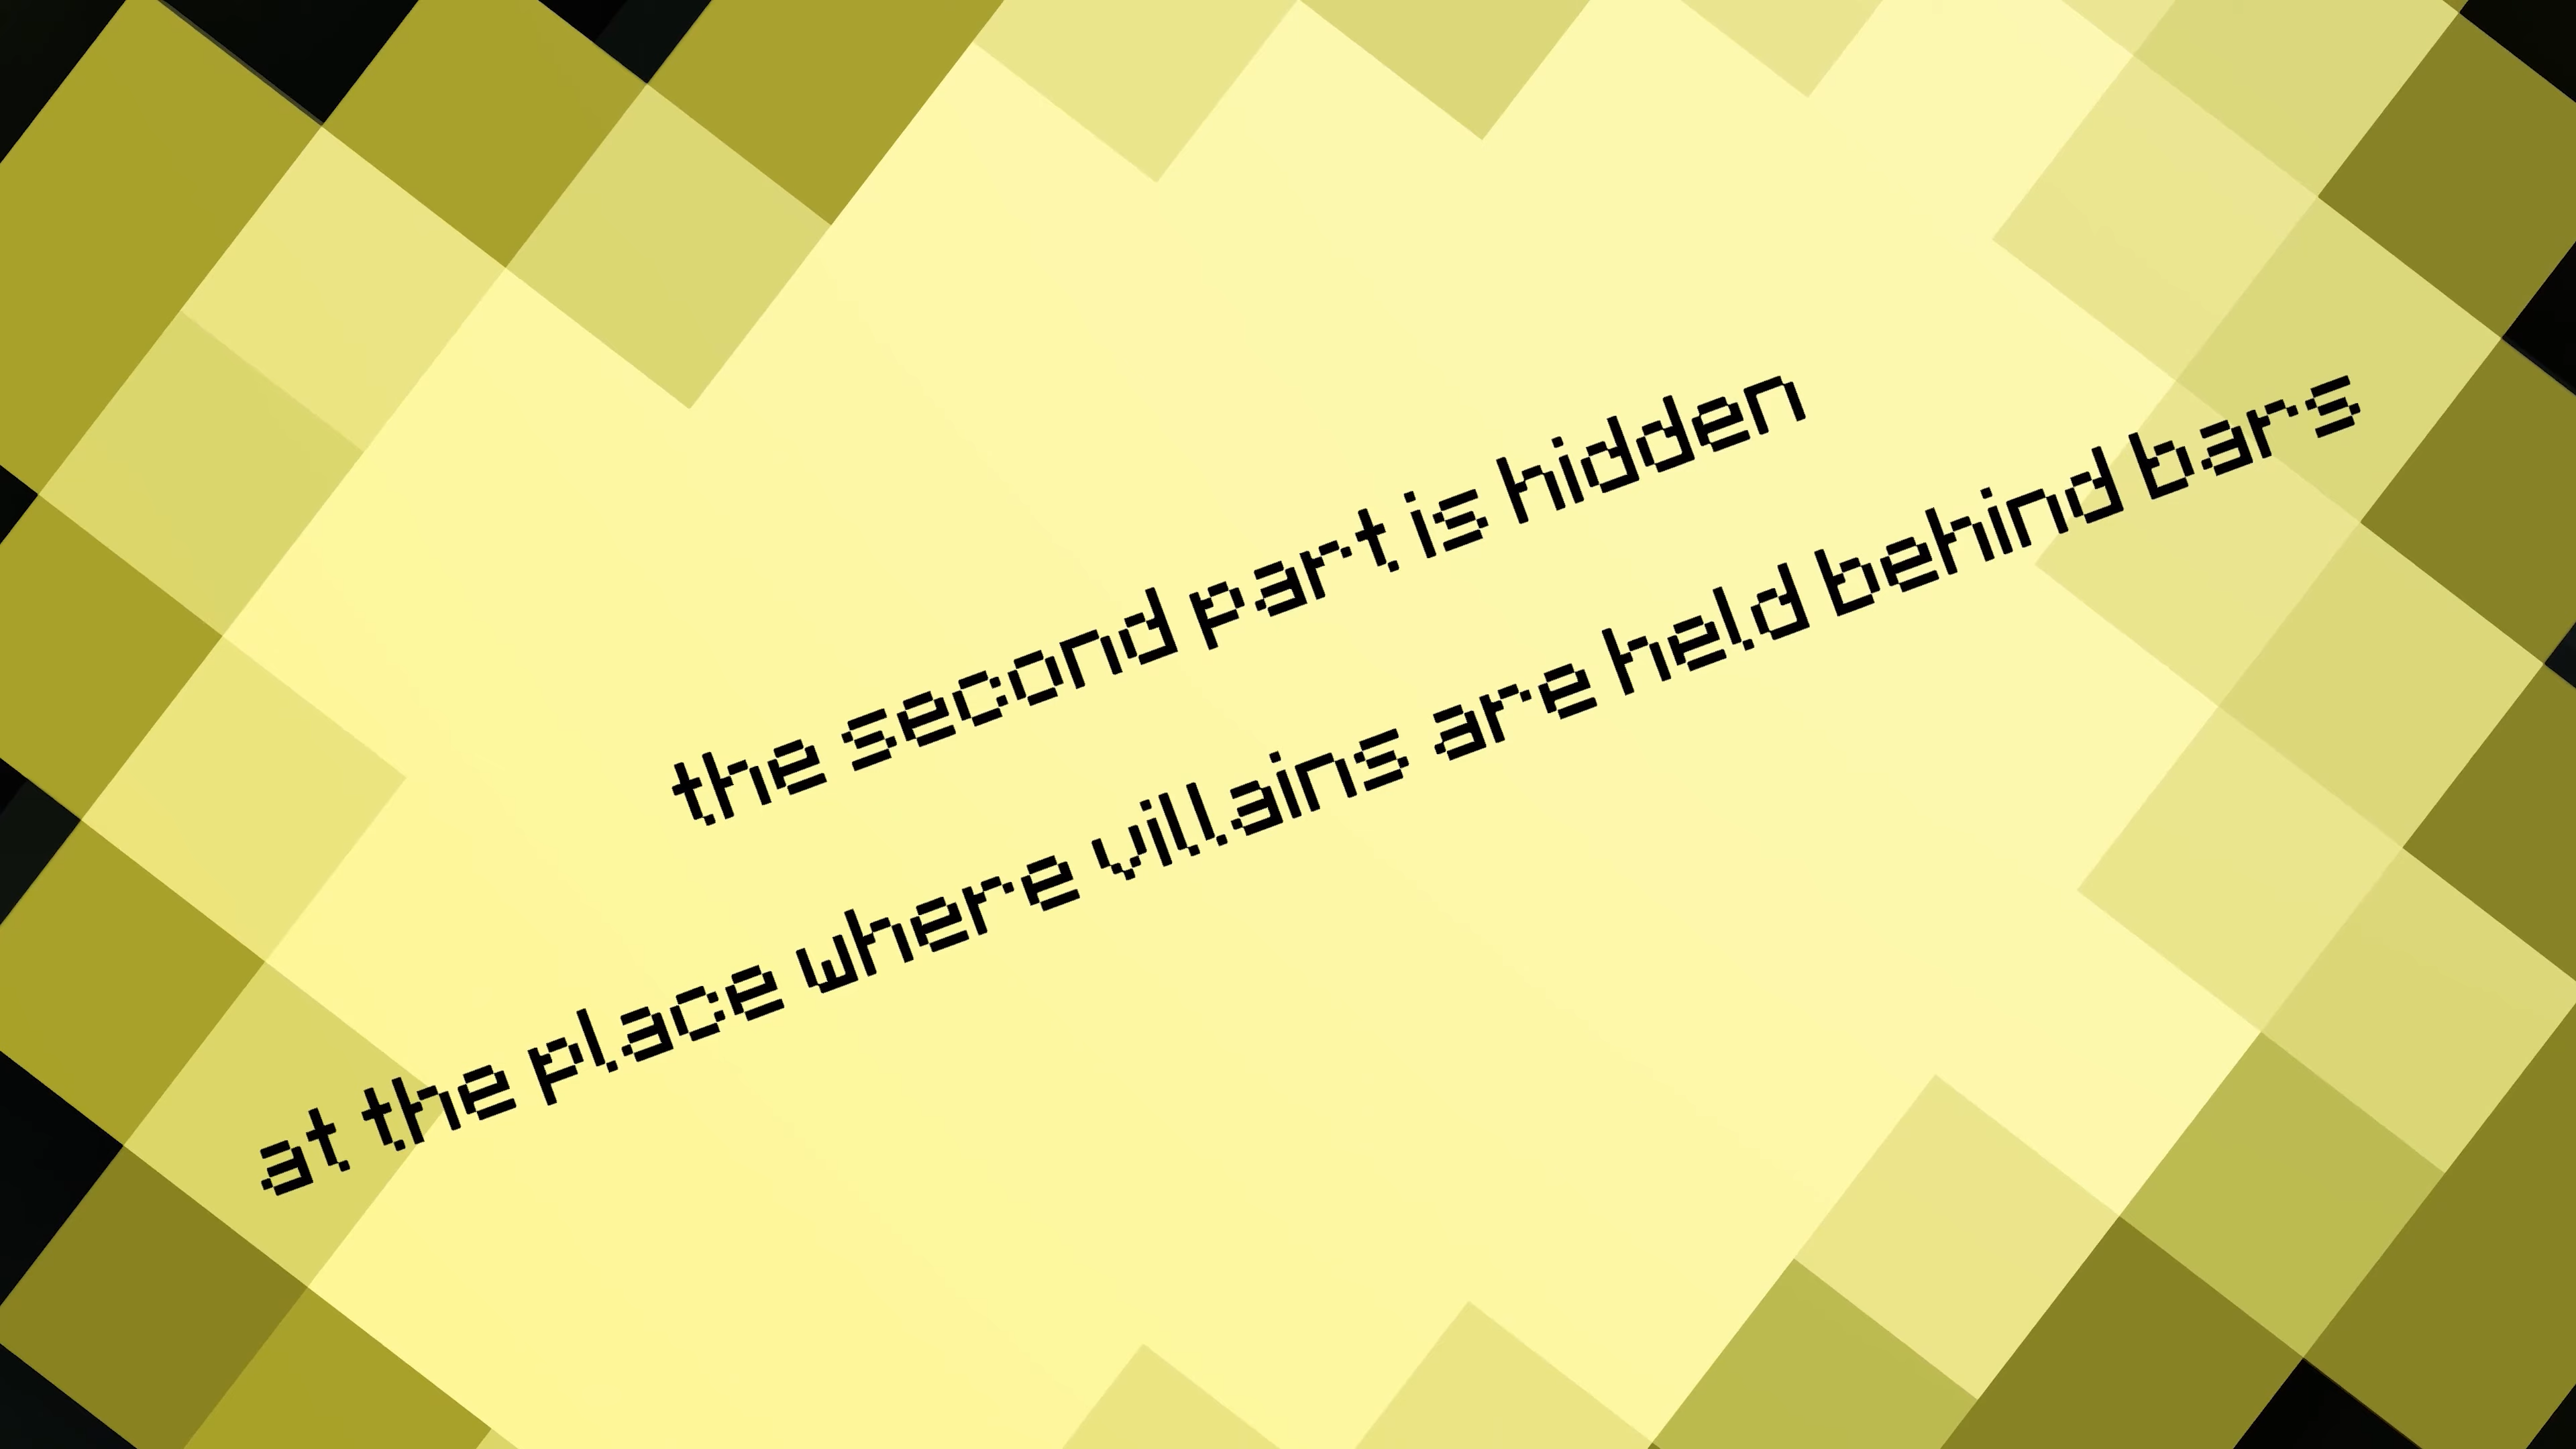 the second part is hidden
at the place where villains are held behind bars